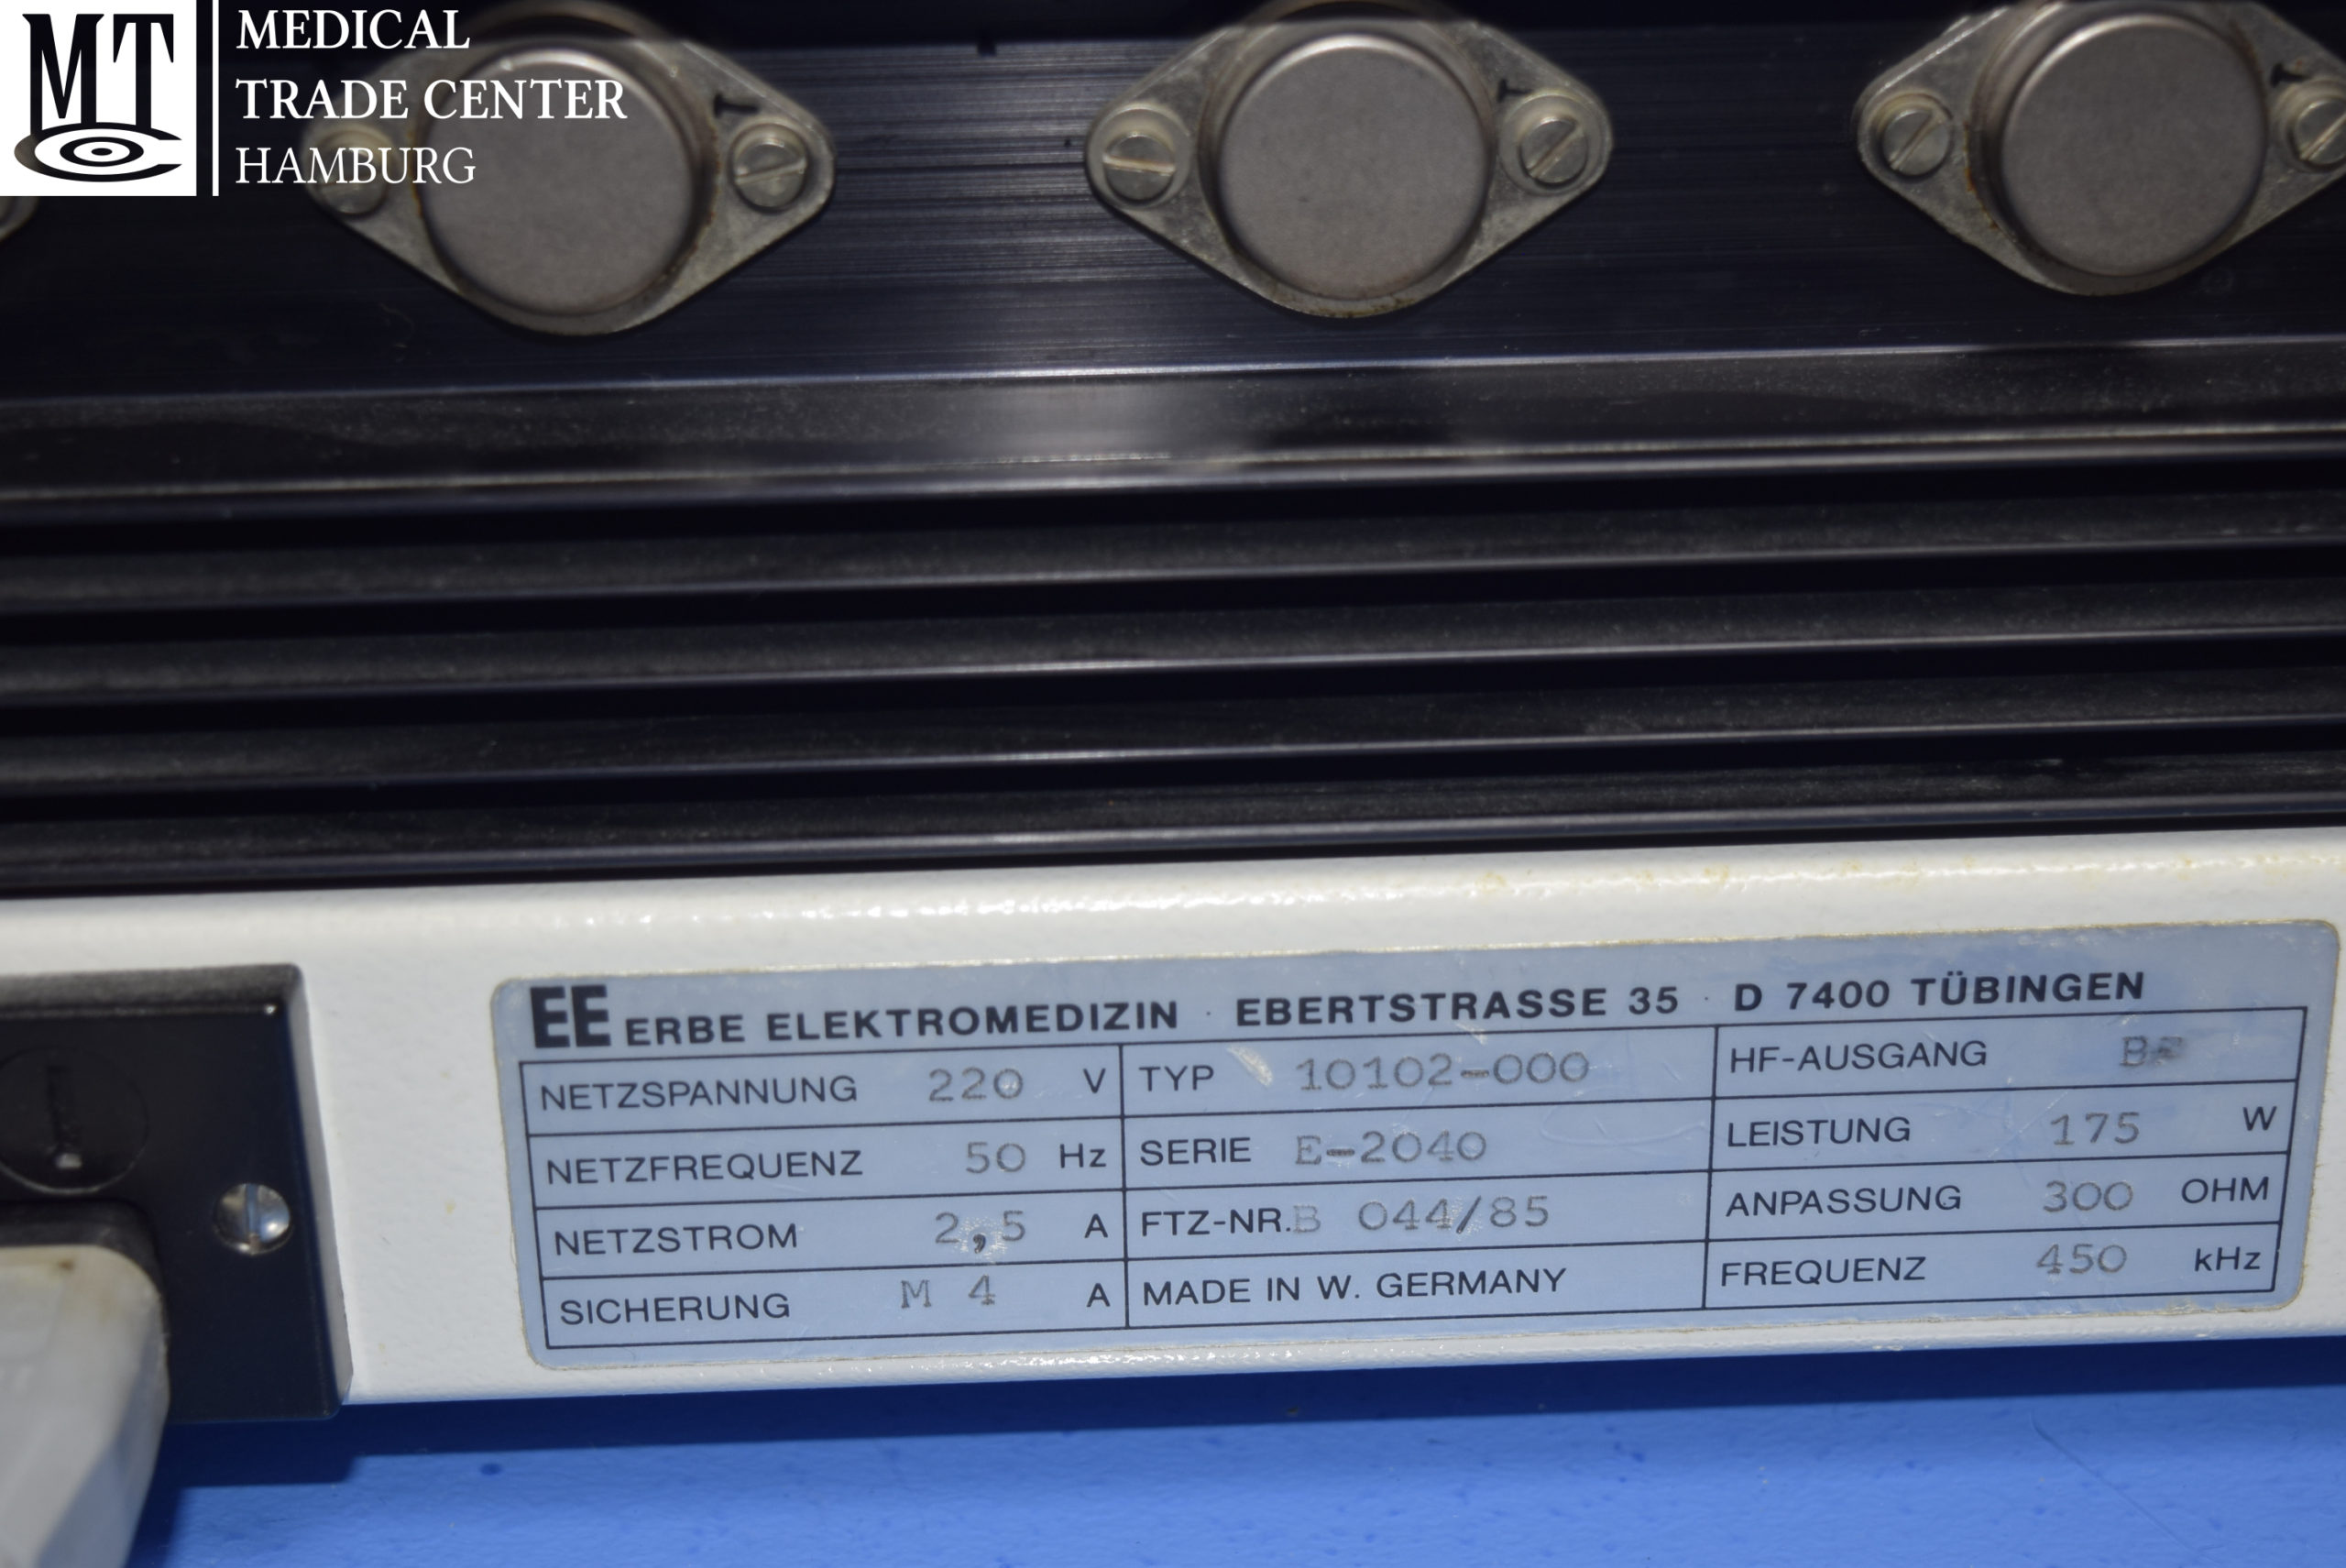 MTC
MEDICAL
TRADE CENTER
HAMBURG
EE ERBE ELEKTROMEDIZIN · EBERTSTRASSE 35 · D 7400 TÜBINGEN
NETZSPANNUNG 220 V
NETZFREQUENZ 50 Hz
NETZSTROM 2,5 A
SICHERUNG M 4 A
TYP 10102-000
SERIE E-2040
FTZ-NR. B 044/85
MADE IN W. GERMANY
HF-AUSGANG BF
LEISTUNG 175 W
ANPASSUNG 300 OHM
FREQUENZ 450 kHz